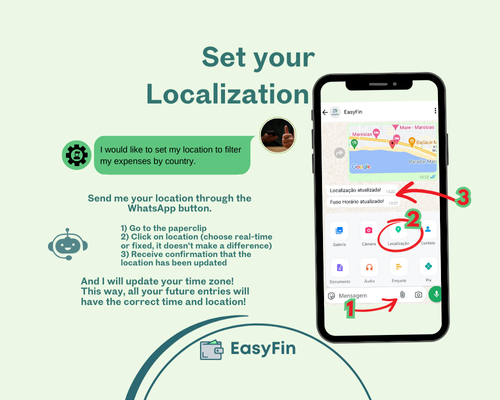 Set your
Localization
I would like to set my location to filter
my expenses by country.
Send me your location through the
WhatsApp button.
1) Go to the paperclip
2) Click on location (choose real-time
or fixed, it doesn't make a difference)
3) Receive confirmation that the
location has been updated
And I will update your time zone!
This way, all your future entries will
have the correct time and location!
EasyFin
EasyFin
Maresias
Mare - Maresias
Google
Localização atualizada!
Fuso Horário atualizado!
3
2
Galeria
Câmera
Localização
Contato
Documento
Áudio
Enquete
Pix
Mensagem
1